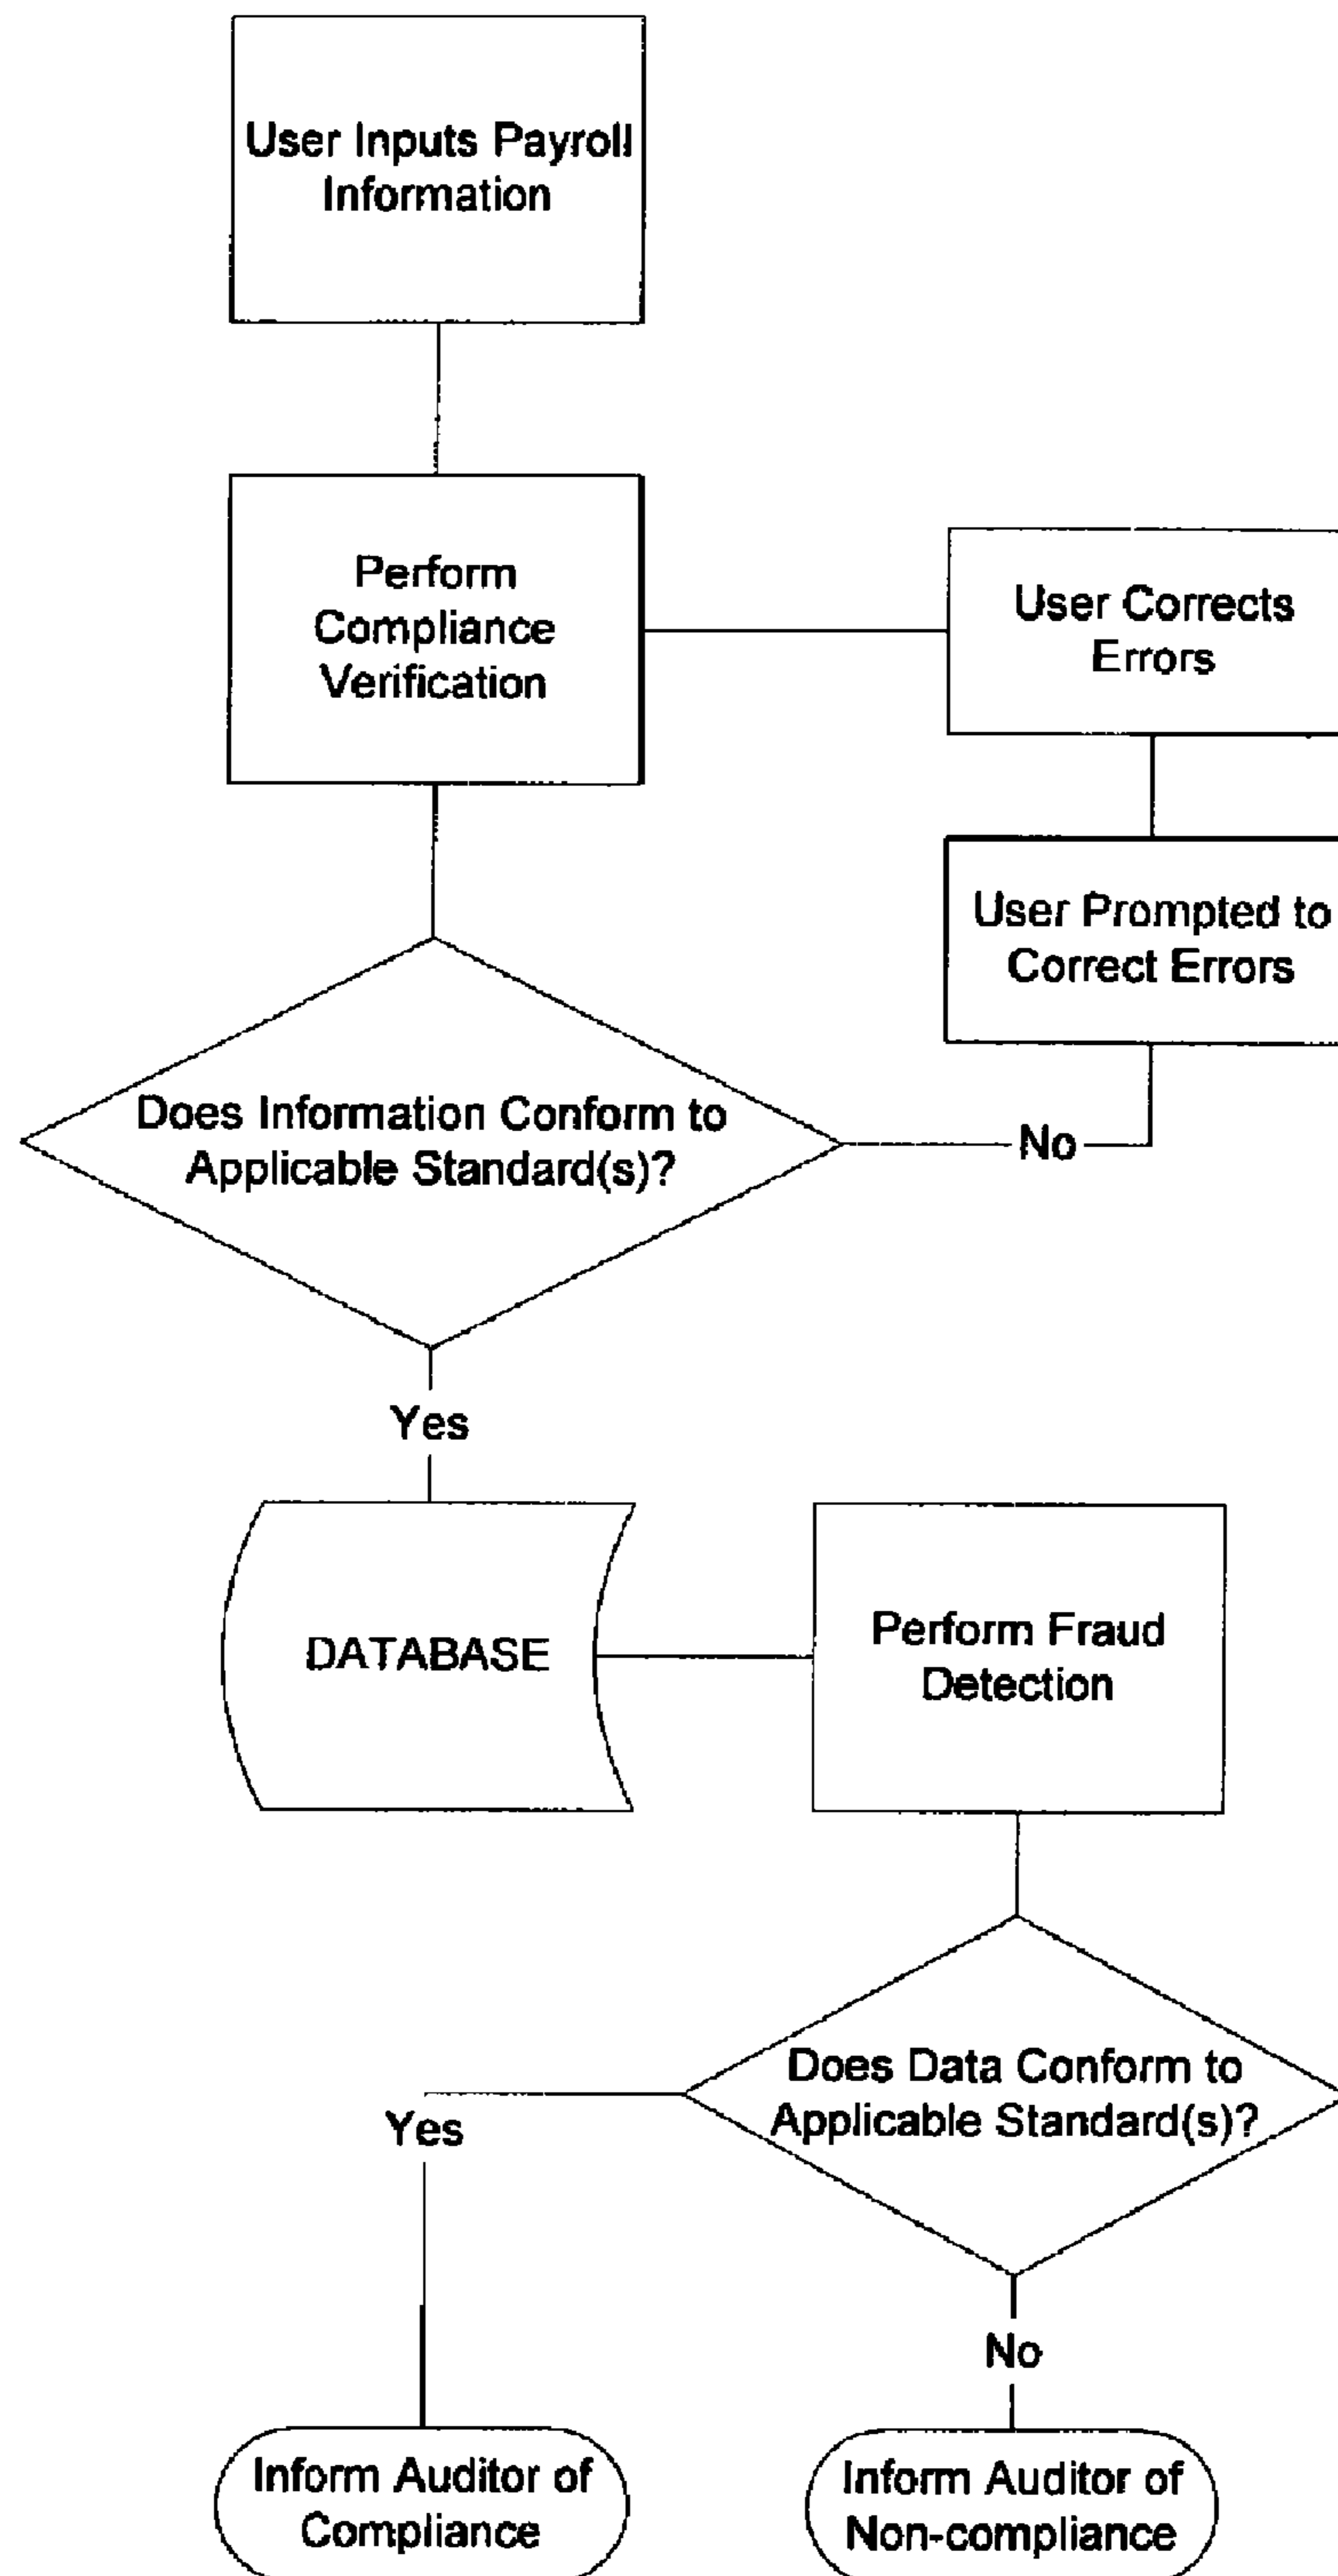 User Inputs Payroll
Information
Perform
Compliance
Verification
User Corrects
Errors
User Prompted to
Correct Errors
Does Information Conform to
Applicable Standard(s)?
No
Yes
DATABASE
Perform Fraud
Detection
Does Data Conform to
Applicable Standard(s)?
Yes
No
Inform Auditor of
Compliance
Inform Auditor of
Non-compliance